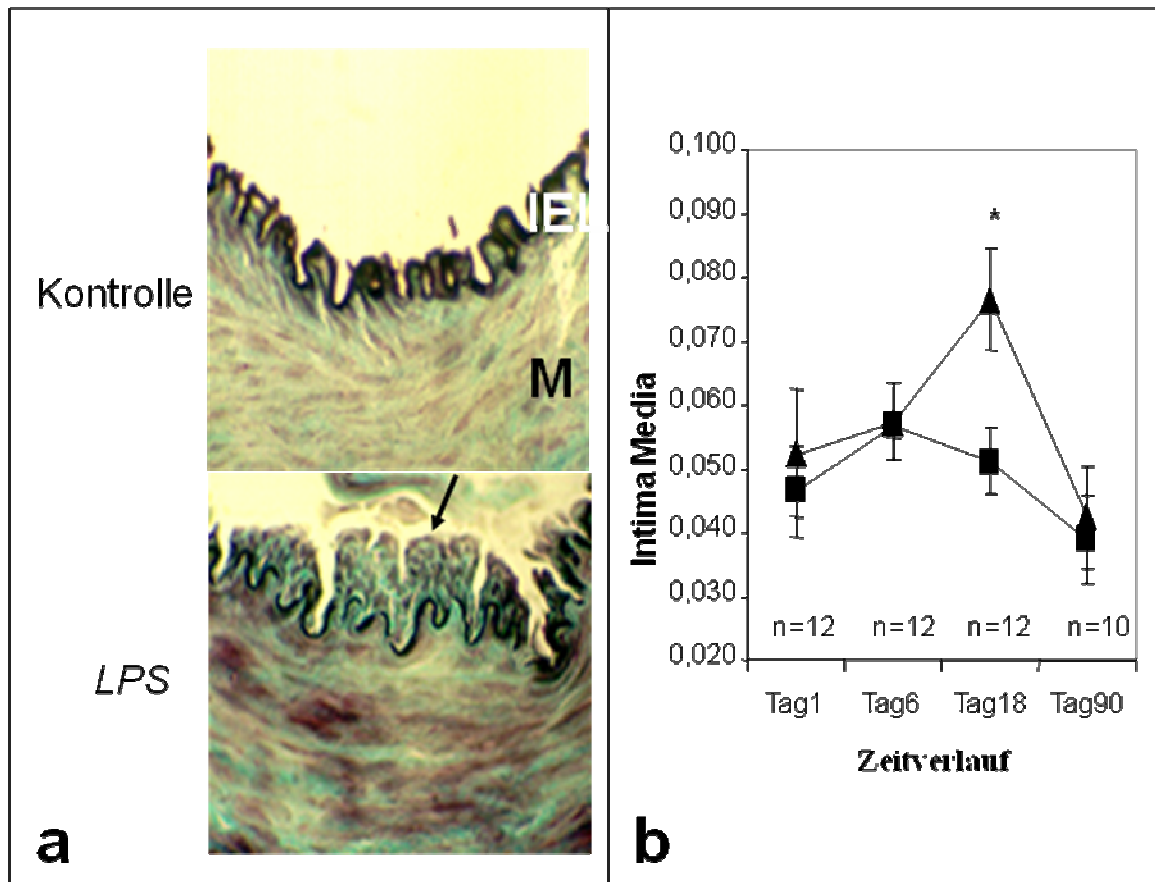 Kontrolle
IEL
M
LPS
a
Intima Media
0,100
0,090
0,080
0,070
0,060
0,050
0,040
0,030
0,020
*
n=12 n=12 n=12 n=10
Tag1 Tag6 Tag18 Tag90
Zeitverlauf
b